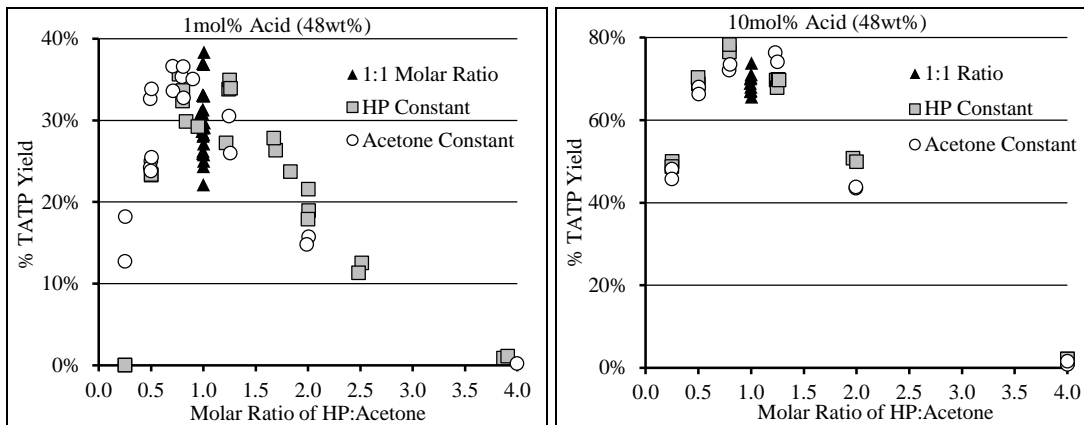 1mol% Acid (48wt%)
40%
30%
20%
10%
0%
% TATP Yield
▲ 1:1 Molar Ratio
HP Constant
Acetone Constant
0.0 0.5 1.0 1.5 2.0 2.5 3.0 3.5 4.0
Molar Ratio of HP:Acetone
10mol% Acid (48wt%)
80%
60%
40%
20%
0%
% TATP Yield
▲ 1:1 Ratio
HP Constant
Acetone Constant
0.0 0.5 1.0 1.5 2.0 2.5 3.0 3.5 4.0
Molar Ratio of HP:Acetone